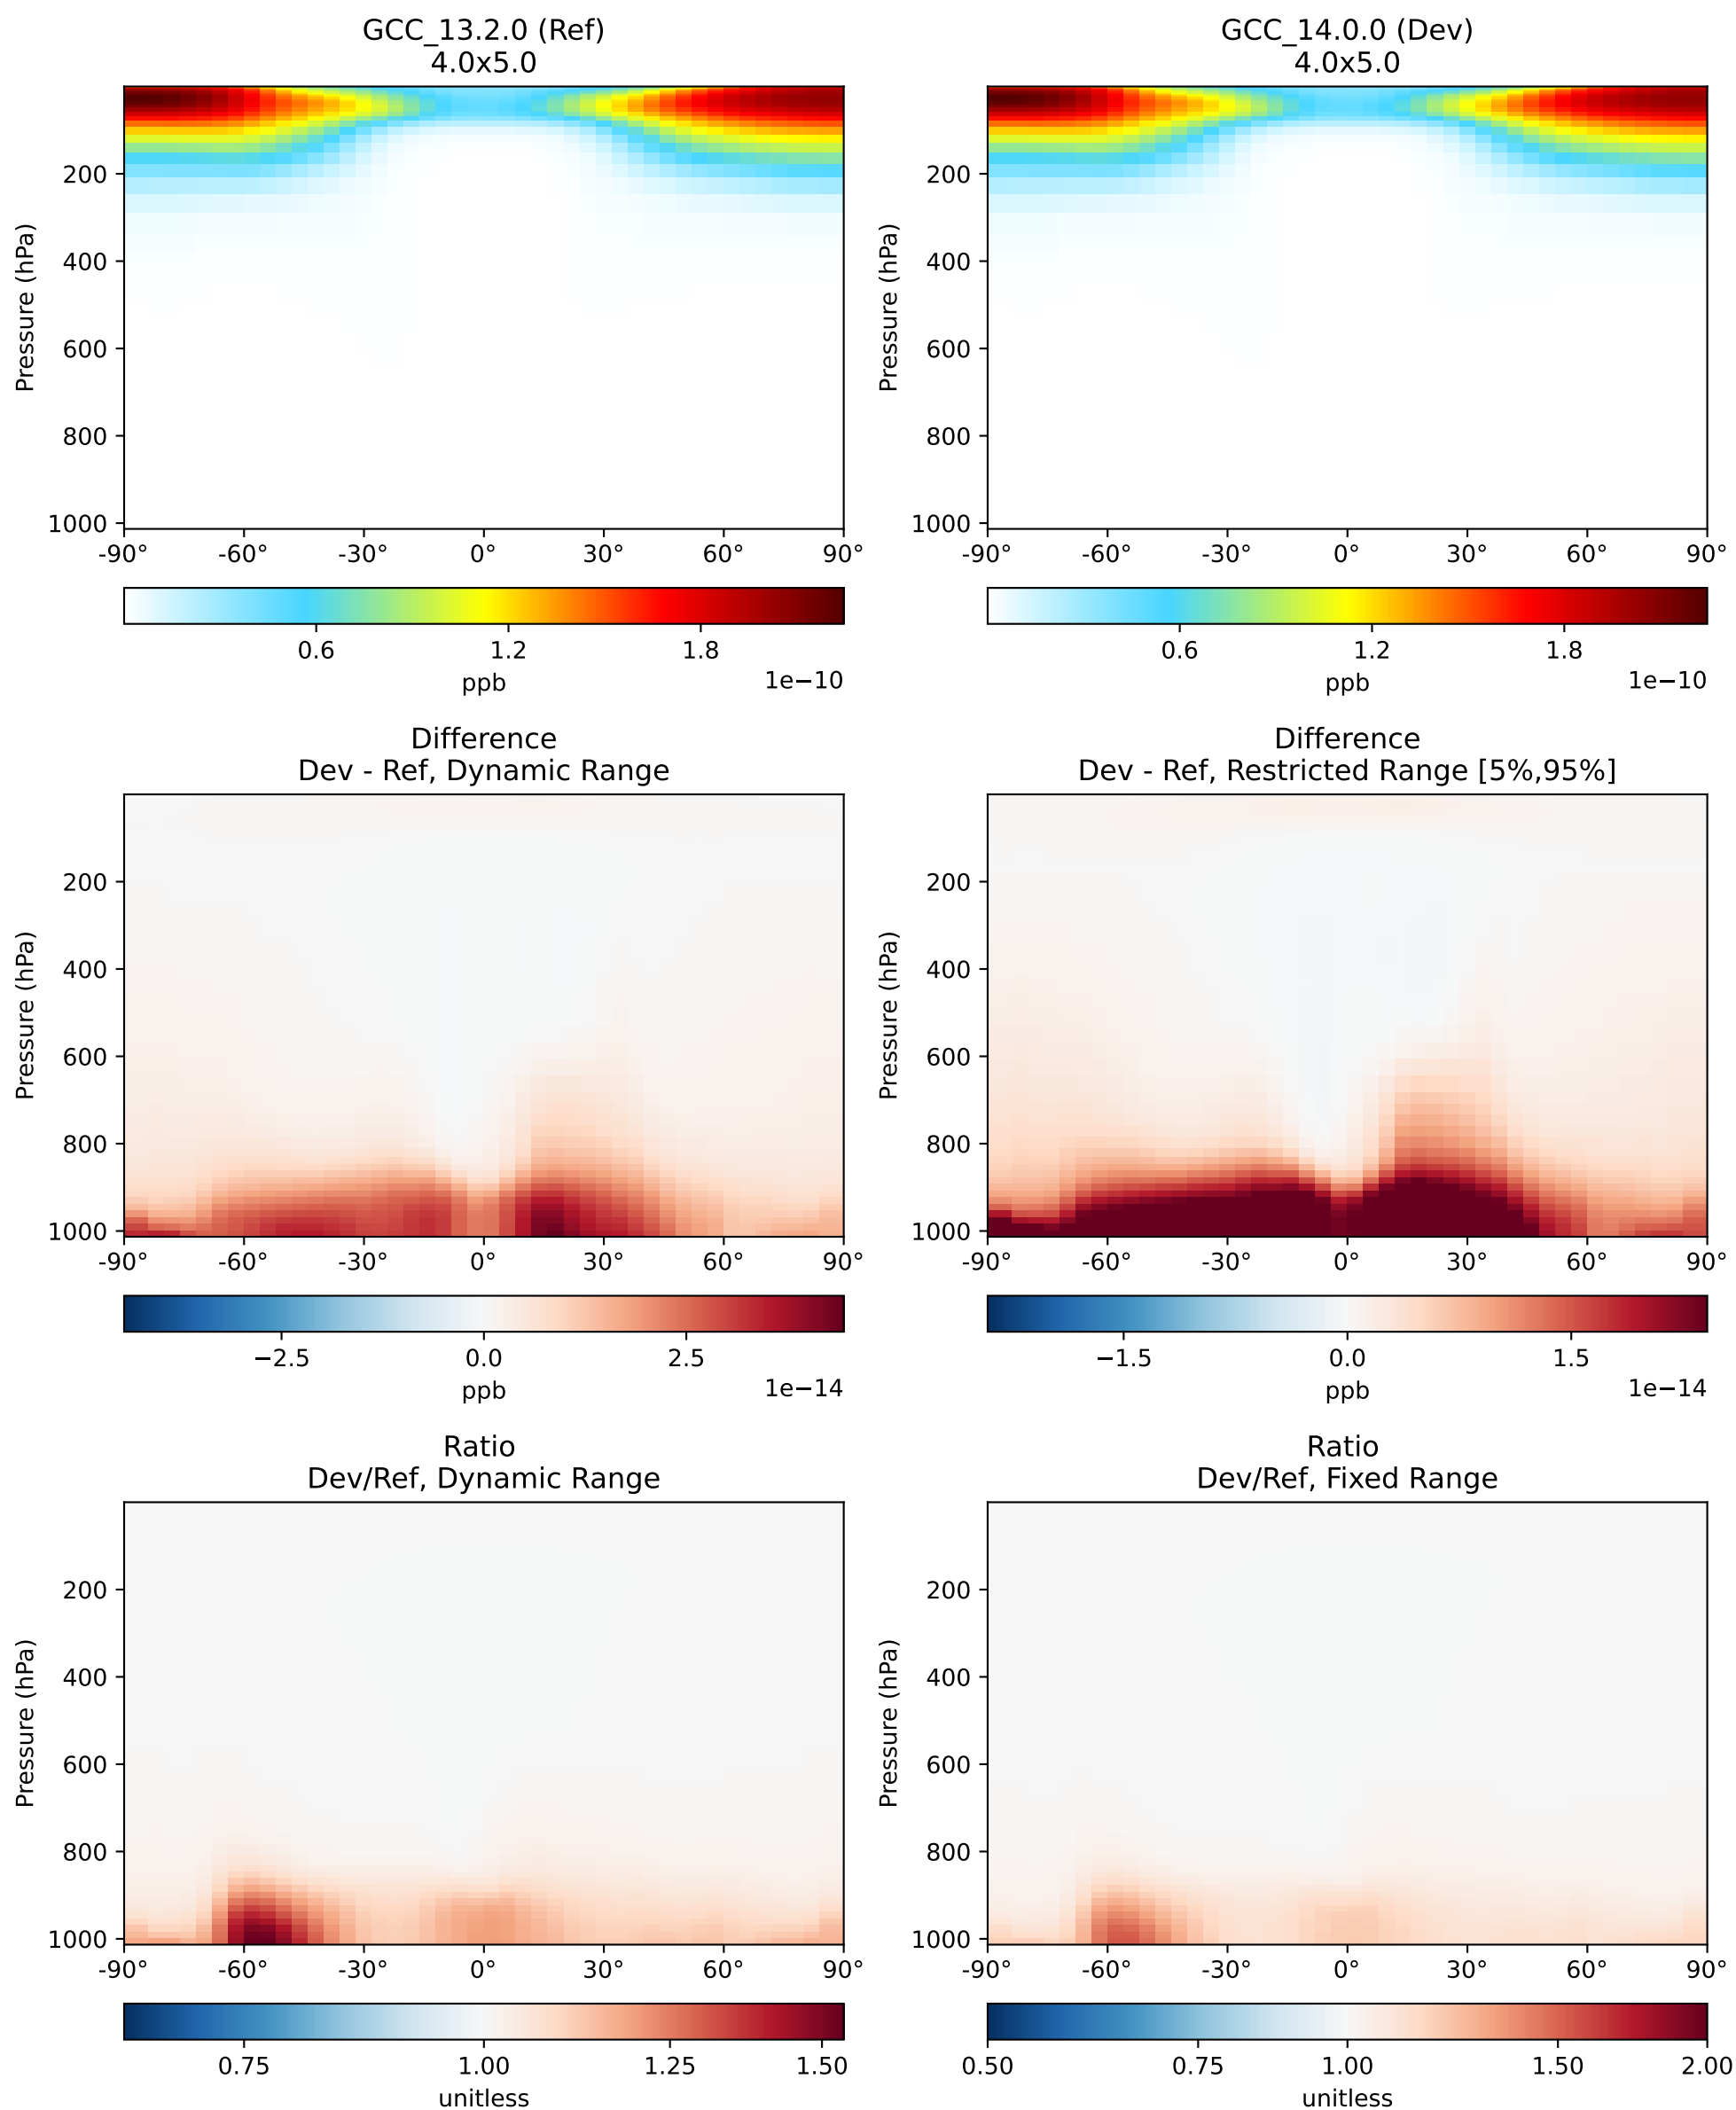 GCC_13.2.0 (Ref)
4.0x5.0
Pressure (hPa)
200
400
600
800
1000
-90° -60° -30° 0° 30° 60° 90°
0.6 1.2 1.8
ppb
1e−10
GCC_14.0.0 (Dev)
4.0x5.0
Pressure (hPa)
200
400
600
800
1000
-90° -60° -30° 0° 30° 60° 90°
0.6 1.2 1.8
ppb
1e−10
Difference
Dev - Ref, Dynamic Range
Pressure (hPa)
200
400
600
800
1000
-90° -60° -30° 0° 30° 60° 90°
−2.5 0.0 2.5
ppb
1e−14
Difference
Dev - Ref, Restricted Range [5%,95%]
Pressure (hPa)
200
400
600
800
1000
-90° -60° -30° 0° 30° 60° 90°
−1.5 0.0 1.5
ppb
1e−14
Ratio
Dev/Ref, Dynamic Range
Pressure (hPa)
200
400
600
800
1000
-90° -60° -30° 0° 30° 60° 90°
0.75 1.00 1.25 1.50
unitless
Ratio
Dev/Ref, Fixed Range
Pressure (hPa)
200
400
600
800
1000
-90° -60° -30° 0° 30° 60° 90°
0.50 0.75 1.00 1.50 2.00
unitless